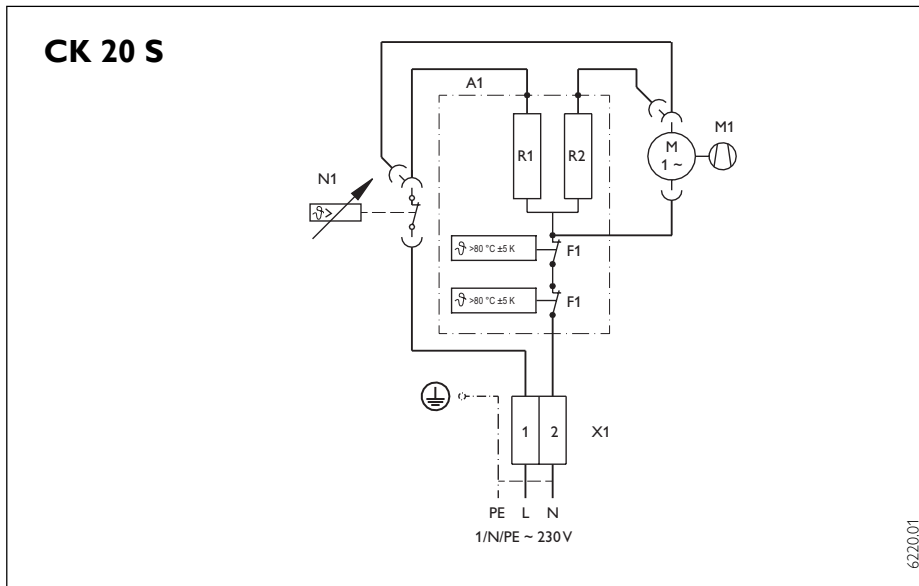 CK 20 S
A1
M1
R1
R2
M
1 ~
N1
ϑ >
ϑ >80 °C ±5 K
F1
ϑ >80 °C ±5 K
F1
1
2
X1
PE L N
1/N/PE ~ 230 V
6220.01